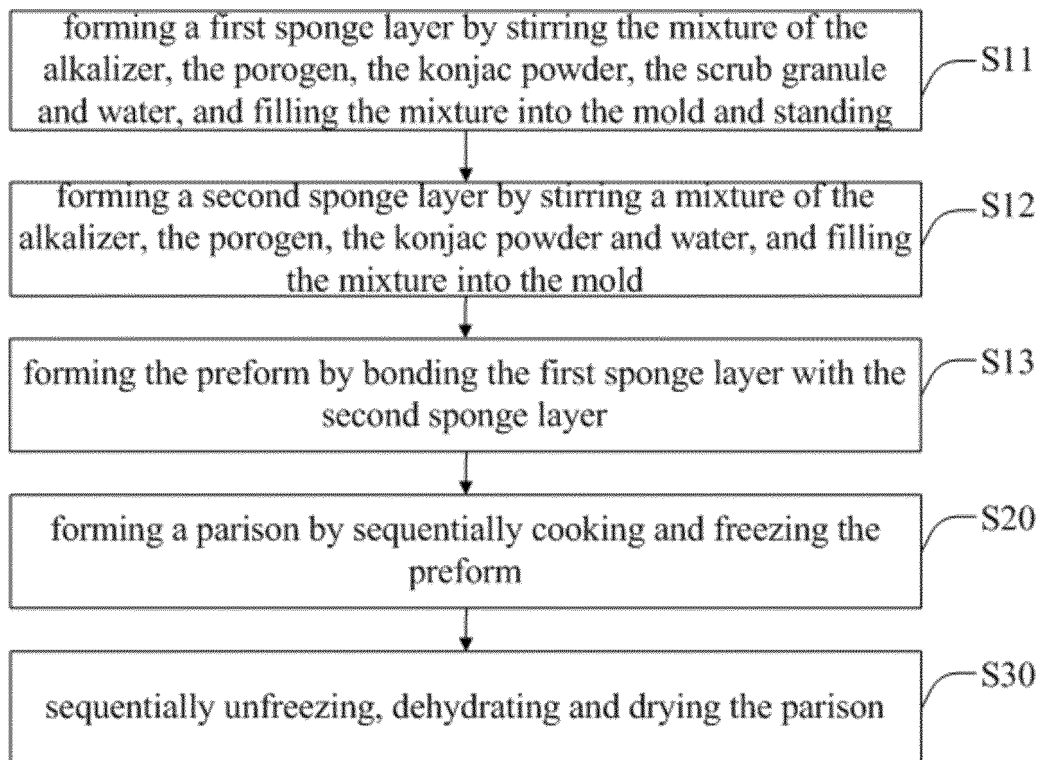 forming a first sponge layer by stirring the mixture of the
alkalizer, the porogen, the konjac powder, the scrub granule
and water, and filling the mixture into the mold and standing
S11
forming a second sponge layer by stirring a mixture of the
alkalizer, the porogen, the konjac powder and water, and filling
the mixture into the mold
S12
forming the preform by bonding the first sponge layer with the
second sponge layer
S13
forming a parison by sequentially cooking and freezing the
preform
S20
sequentially unfreezing, dehydrating and drying the parison
S30